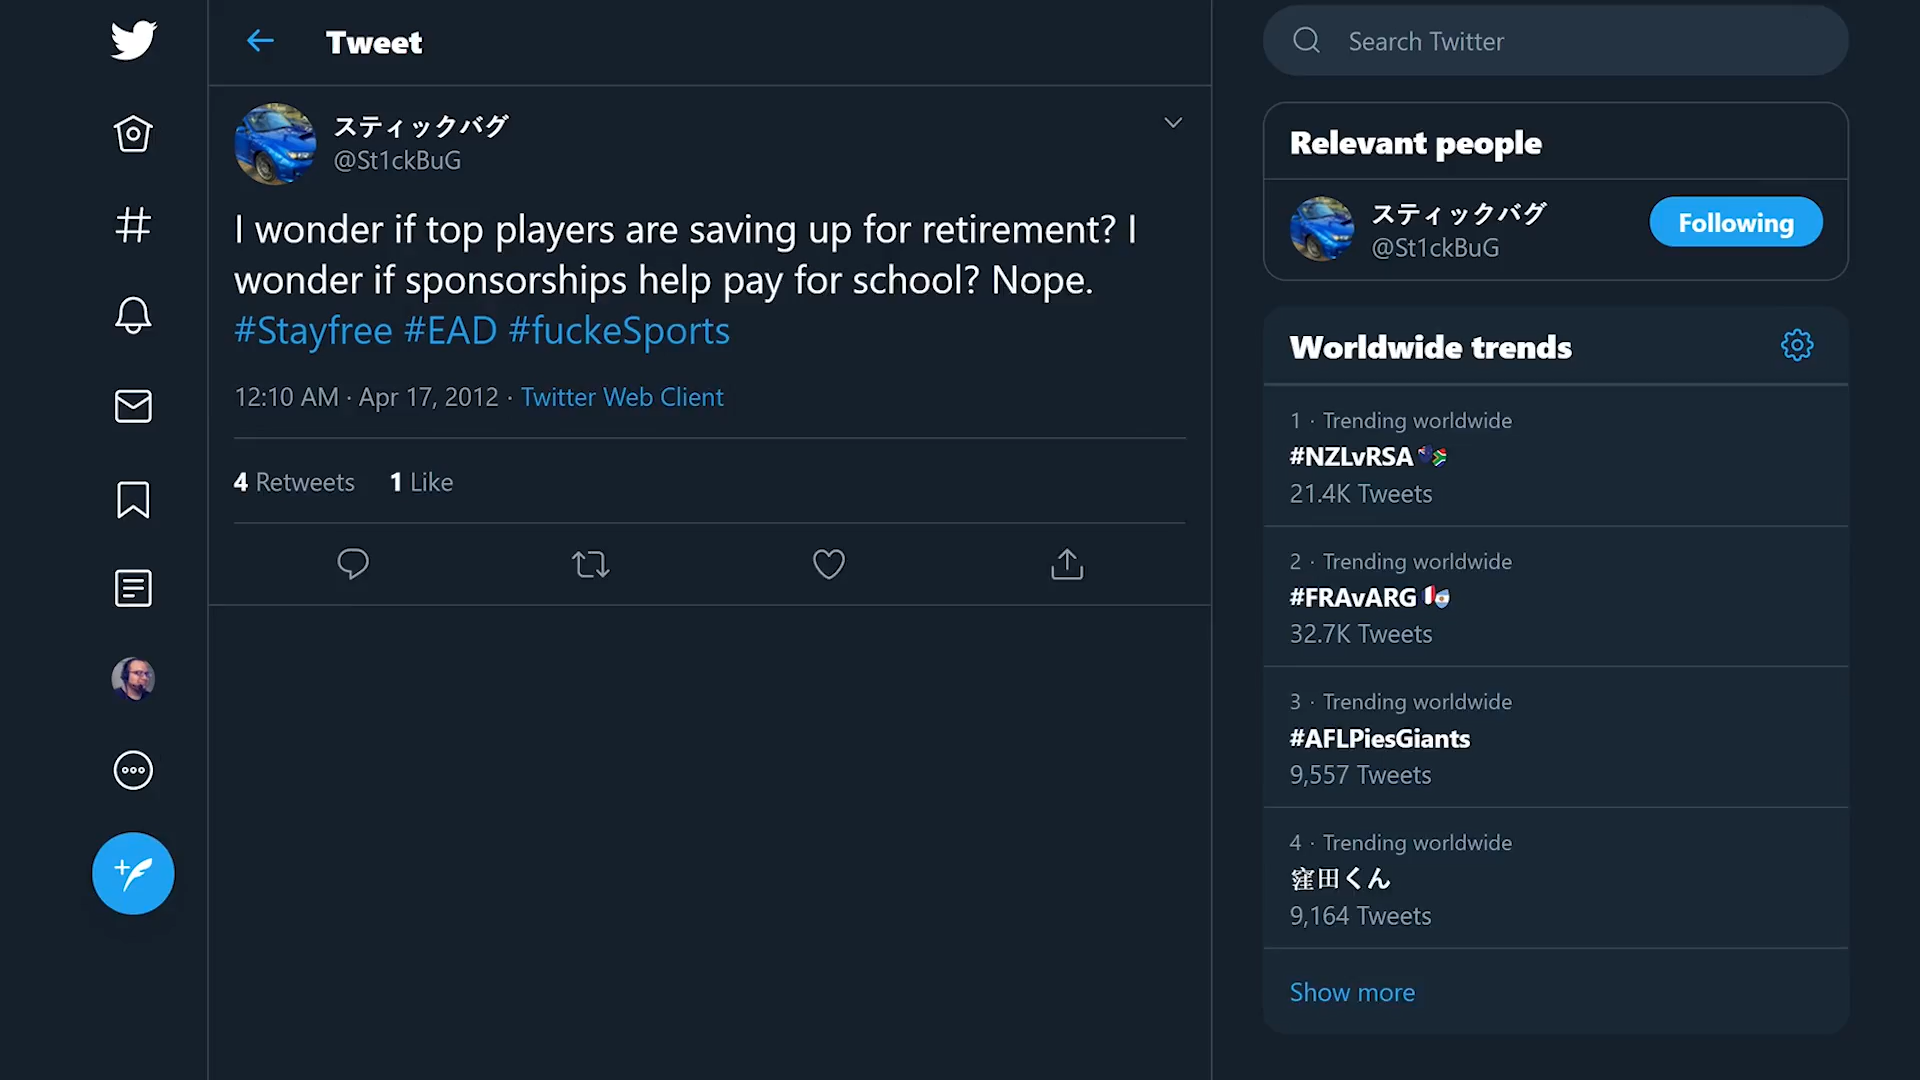 Tweet
スティックバグ
@St1ckBuG
I wonder if top players are saving up for retirement? I
wonder if sponsorships help pay for school? Nope.
#Stayfree #EAD #fuckeSports
12:10 AM · Apr 17, 2012 · Twitter Web Client
4 Retweets 1 Like
Search Twitter
Relevant people
スティックバグ
@St1ckBuG
Following
Worldwide trends
1 · Trending worldwide
#NZLvRSA
21.4K Tweets
2 · Trending worldwide
#FRAvARG
32.7K Tweets
3 · Trending worldwide
#AFLPiesGiants
9,557 Tweets
4 · Trending worldwide
窪田くん
9,164 Tweets
Show more